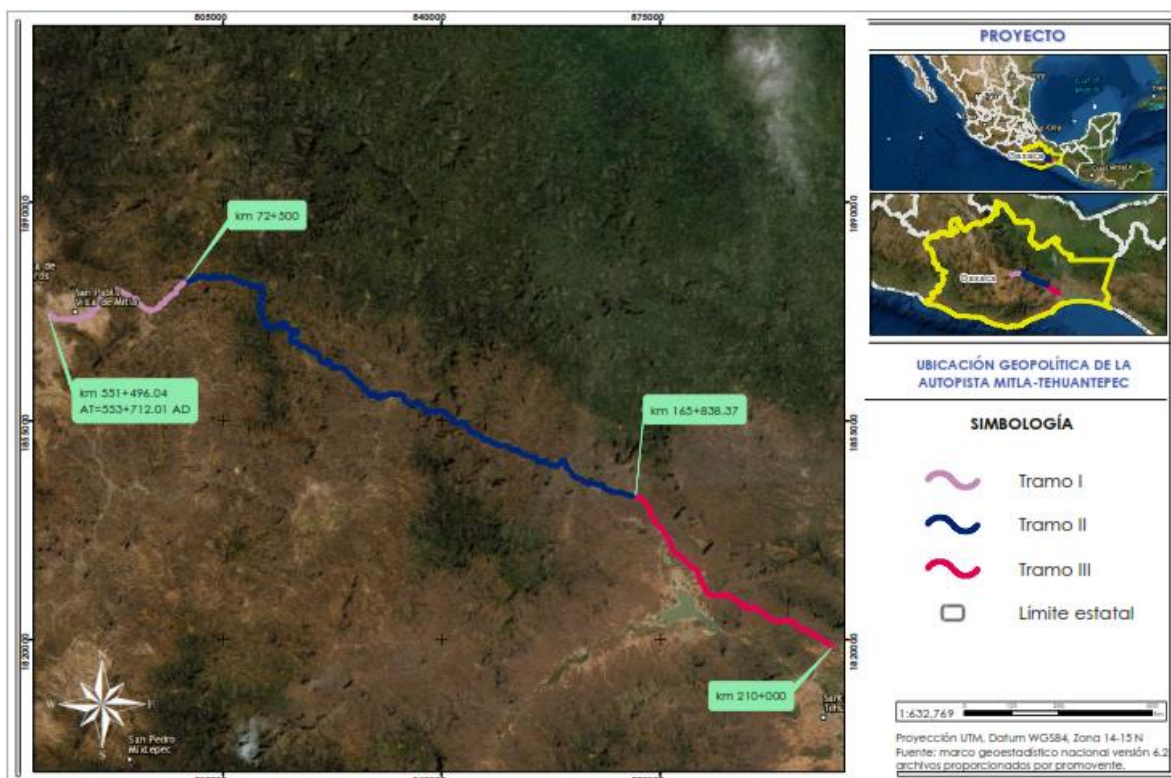 805000
840000
875000
1890000
1890000
km 72+500
San Pablo
Villa de Mitla
km 551+496.04
AT=553+712.01 AD
km 165+838.37
1855000
1855000
1820000
1820000
km 210+000
W
E
N
S
San Pedro
Mixtepec
PROYECTO
Oaxaca
Guatemala
Oaxaca
UBICACIÓN GEOPOLÍTICA DE LA
AUTOPISTA MITLA-TEHUANTEPEC
SIMBOLOGÍA
Tramo I
Tramo II
Tramo III
Límite estatal
1:632,769
Proyección UTM, Datum WGS84, Zona 14-15 N
Fuente: marco geoestadístico nacional versión 6.2
archivos proporcionados por promovente.